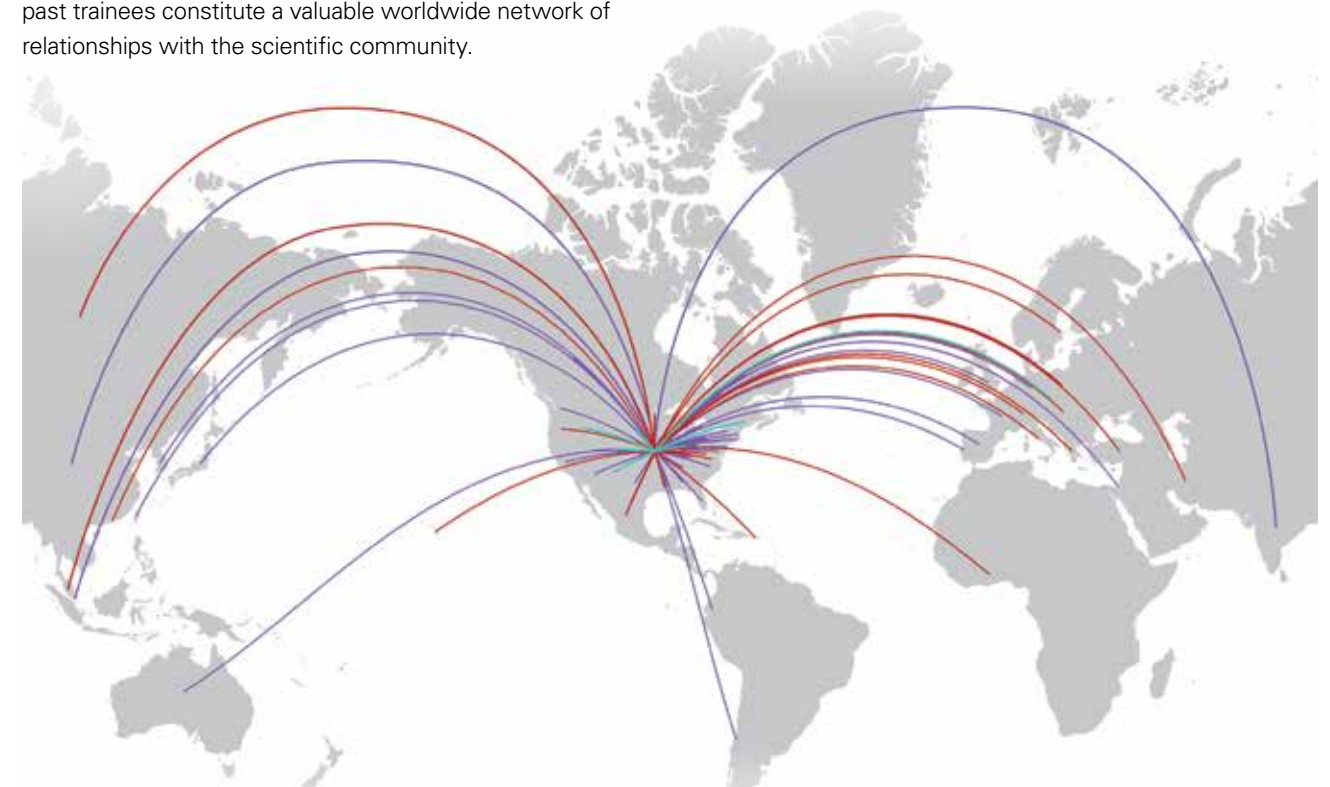 past trainees constitute a valuable worldwide network of
relationships with the scientific community.